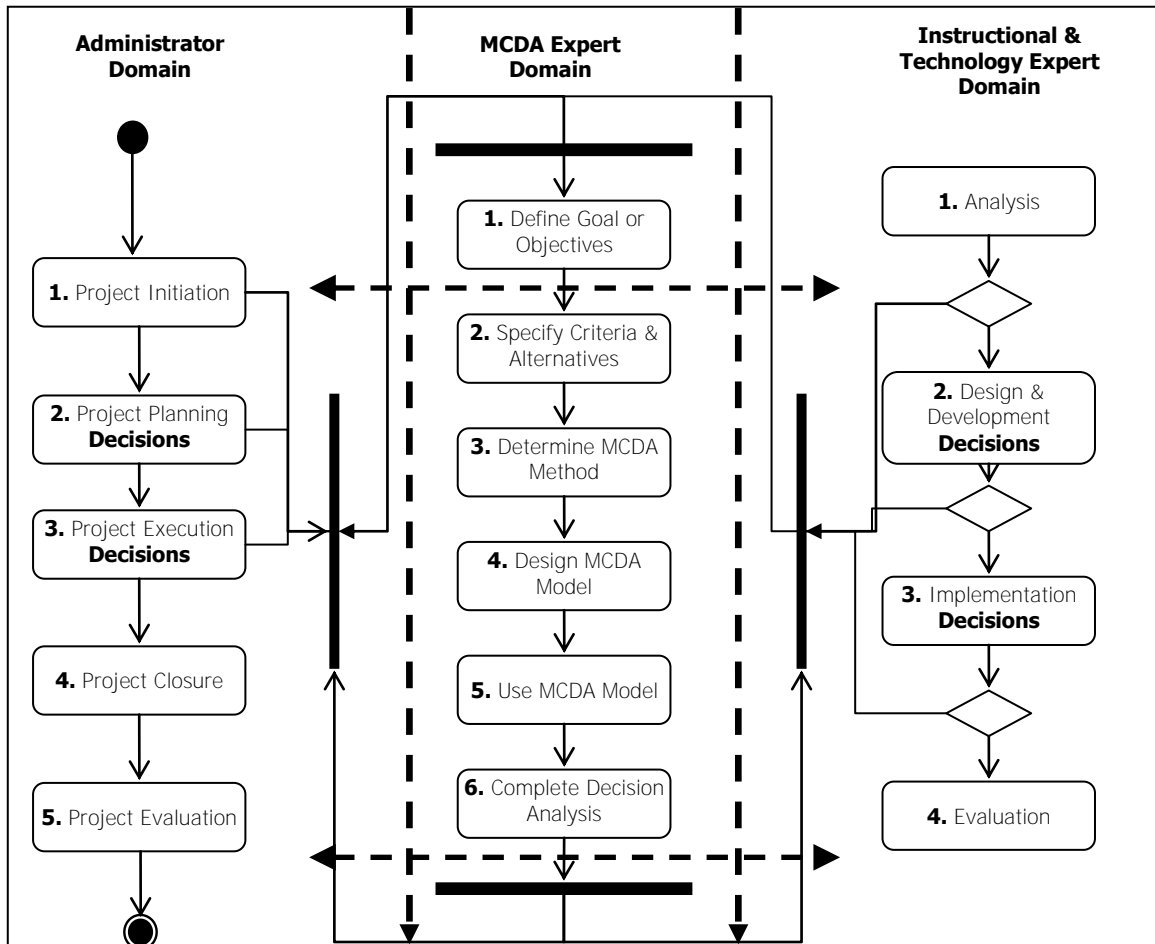 Administrator
Domain
MCDA Expert
Domain
Instructional &
Technology Expert
Domain
1. Project Initiation
2. Project Planning
Decisions
3. Project Execution
Decisions
4. Project Closure
5. Project Evaluation
1. Define Goal or
Objectives
2. Specify Criteria &
Alternatives
3. Determine MCDA
Method
4. Design MCDA
Model
5. Use MCDA Model
6. Complete Decision
Analysis
1. Analysis
2. Design &
Development
Decisions
3. Implementation
Decisions
4. Evaluation